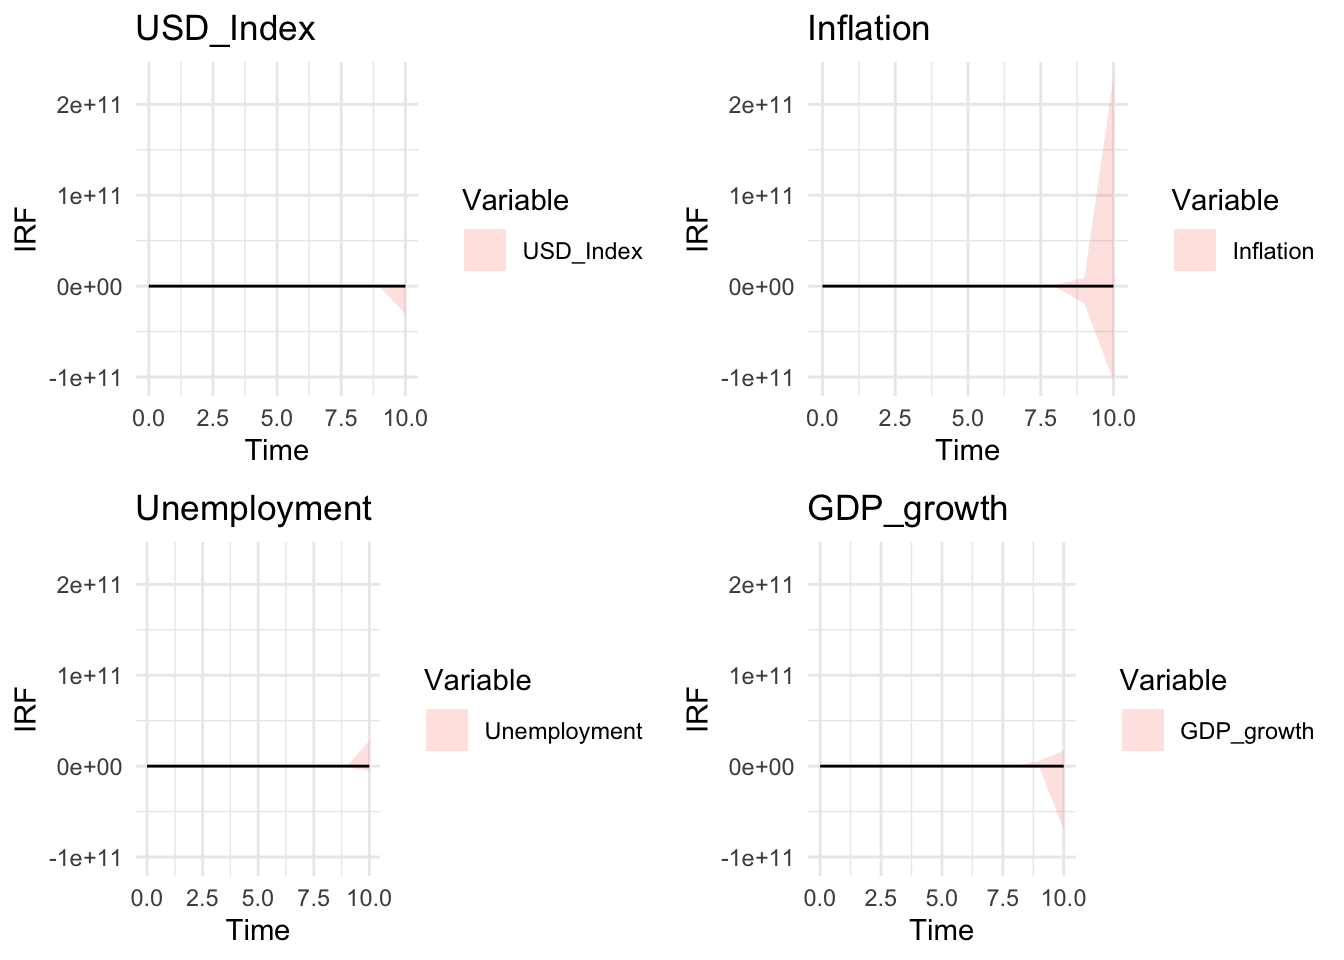 USD_Index
IRF
2e+11
1e+11
0e+00
-1e+11
0.0 2.5 5.0 7.5 10.0
Time
Variable
USD_Index
Inflation
IRF
2e+11
1e+11
0e+00
-1e+11
0.0 2.5 5.0 7.5 10.0
Time
Variable
Inflation
Unemployment
IRF
2e+11
1e+11
0e+00
-1e+11
0.0 2.5 5.0 7.5 10.0
Time
Variable
Unemployment
GDP_growth
IRF
2e+11
1e+11
0e+00
-1e+11
0.0 2.5 5.0 7.5 10.0
Time
Variable
GDP_growth